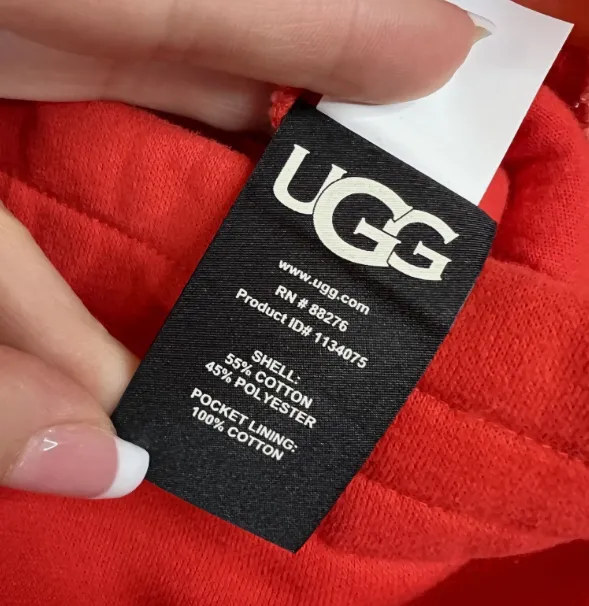 UGG
www.ugg.com
RN # 88276
Product ID# 1134075
SHELL:
55% COTTON
45% POLYESTER
POCKET LINING:
100% COTTON